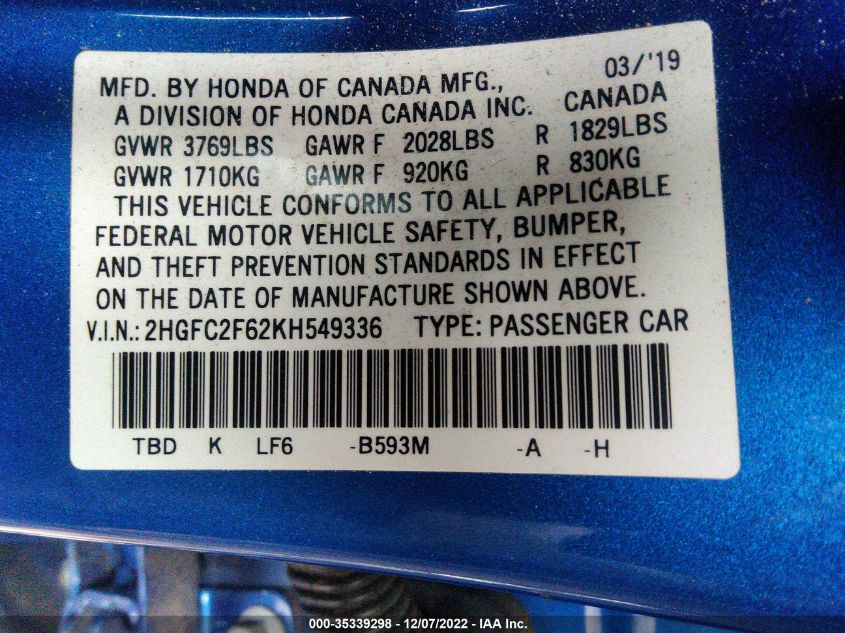 03/'19
MFD. BY HONDA OF CANADA MFG.,
A DIVISION OF HONDA CANADA INC. CANADA
GVWR 3769LBS GAWR F 2028LBS R 1829LBS
GVWR 1710KG GAWR F 920KG R 830KG
THIS VEHICLE CONFORMS TO ALL APPLICABLE
FEDERAL MOTOR VEHICLE SAFETY, BUMPER,
AND THEFT PREVENTION STANDARDS IN EFFECT
ON THE DATE OF MANUFACTURE SHOWN ABOVE.
V.I.N.: 2HGFC2F62KH549336 TYPE: PASSENGER CAR
TBD K LF6 -B593M -A -H
000-35339298 - 12/07/2022 - IAA Inc.